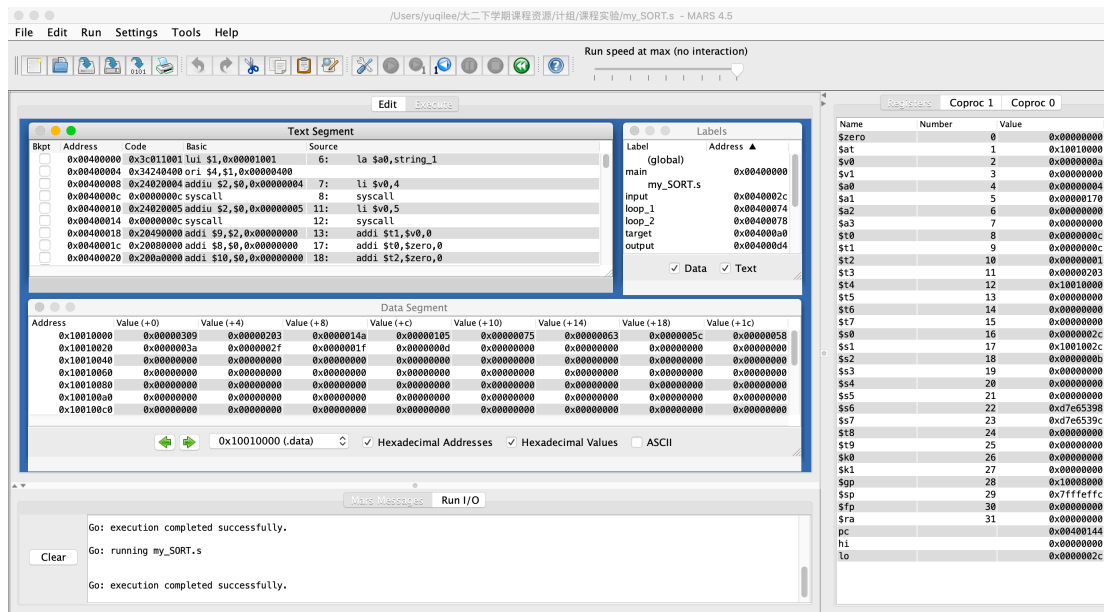 /Users/yuqilee/大二下学期课程资源/计组/课程实验/my_SORT.s - MARS 4.5
File Edit Run Settings Tools Help
Run speed at max (no interaction)
Edit Execute
Text Segment
Bkpt Address Code Basic Source
0x00400000 0x3c011001 lui $1,0x00001001 6: la $a0,string_1
0x00400004 0x34240400 ori $4,$1,0x00000400
0x00400008 0x24020004 addiu $2,$0,0x00000004 7: li $v0,4
0x0040000c 0x0000000c syscall 8: syscall
0x00400010 0x24020005 addiu $2,$0,0x00000005 11: li $v0,5
0x00400014 0x0000000c syscall 12: syscall
0x00400018 0x20490000 addi $9,$2,0x00000000 13: addi $t1,$v0,0
0x0040001c 0x20080000 addi $8,$0,0x00000000 17: addi $t0,$zero,0
0x00400020 0x200a0000 addi $10,$0,0x00000000 18: addi $t2,$zero,0
Labels
Label Address ▲
(global)
main 0x00400000
my_SORT.s
input 0x0040002c
loop_1 0x00400074
loop_2 0x00400078
target 0x004000a0
output 0x004000d4
Data Text
Data Segment
Address Value (+0) Value (+4) Value (+8) Value (+c) Value (+10) Value (+14) Value (+18) Value (+1c)
0x10010000 0x00000309 0x00000203 0x0000014a 0x00000105 0x00000075 0x00000063 0x0000005c 0x00000058
0x10010020 0x0000003a 0x0000002f 0x0000001f 0x0000000d 0x00000000 0x00000000 0x00000000 0x00000000
0x10010040 0x00000000 0x00000000 0x00000000 0x00000000 0x00000000 0x00000000 0x00000000 0x00000000
0x10010060 0x00000000 0x00000000 0x00000000 0x00000000 0x00000000 0x00000000 0x00000000 0x00000000
0x10010080 0x00000000 0x00000000 0x00000000 0x00000000 0x00000000 0x00000000 0x00000000 0x00000000
0x100100a0 0x00000000 0x00000000 0x00000000 0x00000000 0x00000000 0x00000000 0x00000000 0x00000000
0x100100c0 0x00000000 0x00000000 0x00000000 0x00000000 0x00000000 0x00000000 0x00000000 0x00000000
0x10010000 (.data) Hexadecimal Addresses Hexadecimal Values ASCII
Mars Messages Run I/O
Go: execution completed successfully.
Go: running my_SORT.s
Go: execution completed successfully.
Clear
Registers Coproc 1 Coproc 0
Name Number Value
$zero 0 0x00000000
$at 1 0x10010000
$v0 2 0x0000000a
$v1 3 0x00000000
$a0 4 0x00000004
$a1 5 0x00000170
$a2 6 0x00000000
$a3 7 0x00000000
$t0 8 0x0000000c
$t1 9 0x0000000c
$t2 10 0x00000001
$t3 11 0x00000203
$t4 12 0x10010000
$t5 13 0x00000000
$t6 14 0x00000000
$t7 15 0x00000000
$s0 16 0x0000002c
$s1 17 0x1001002c
$s2 18 0x0000000b
$s3 19 0x00000000
$s4 20 0x00000000
$s5 21 0x00000000
$s6 22 0xd7e65398
$s7 23 0xd7e6539c
$t8 24 0x00000000
$t9 25 0x00000000
$k0 26 0x00000000
$k1 27 0x00000000
$gp 28 0x10008000
$sp 29 0x7fffeffc
$fp 30 0x00000000
$ra 31 0x00000000
pc 0x00400144
hi 0x00000000
lo 0x0000002c